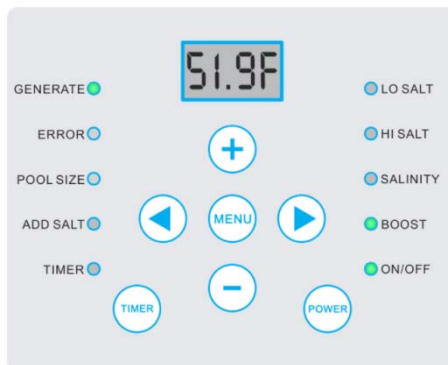 51.9F
GENERATE
LO SALT
ERROR
HI SALT
POOL SIZE
SALINITY
ADD SALT
MENU
BOOST
TIMER
ON/OFF
TIMER
POWER